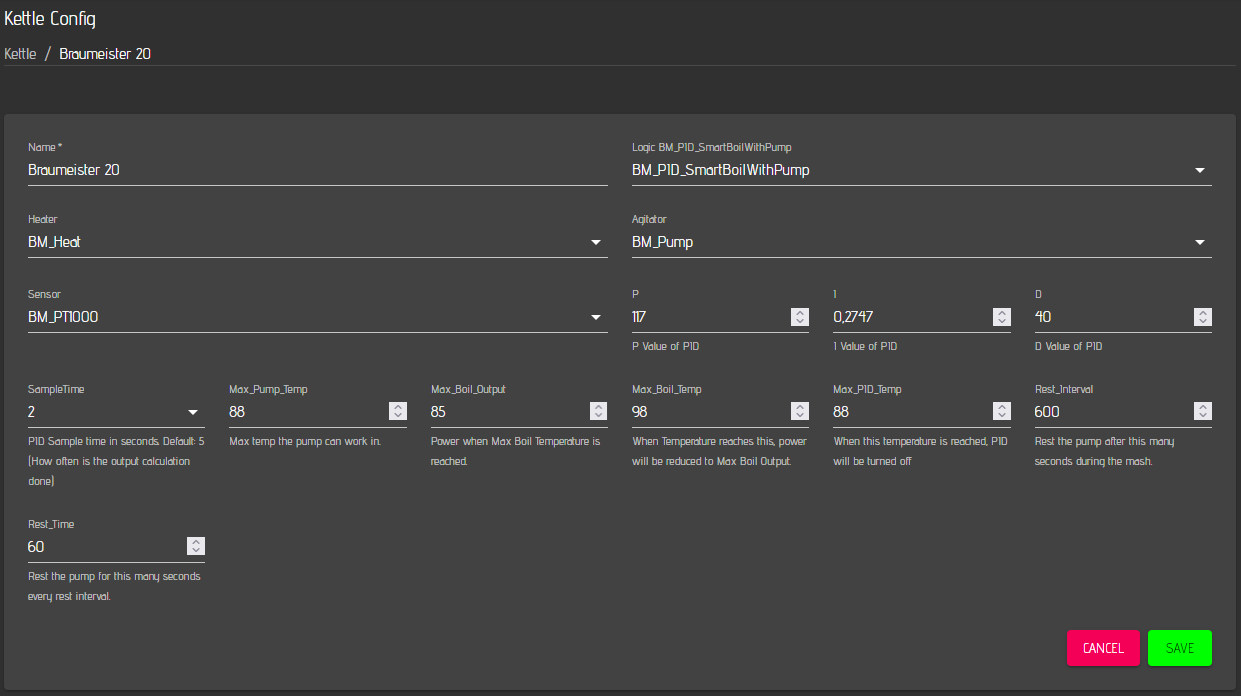 Kettle Config
Kettle / Braumeister 20
Name *
Braumeister 20
Logic BM_PID_SmartBoilWithPump
BM_PID_SmartBoilWithPump
Heater
BM_Heat
Agitator
BM_Pump
Sensor
BM_PT1000
P
117
P Value of PID
I
0,2747
I Value of PID
D
40
D Value of PID
SampleTime
2
PID Sample time in seconds. Default: 5
(How often is the output calculation
done)
Max_Pump_Temp
88
Max temp the pump can work in.
Max_Boil_Output
85
Power when Max Boil Temperature is
reached.
Max_Boil_Temp
98
When Temperature reaches this, power
will be reduced to Max Boil Output.
Max_PID_Temp
88
When this temperature is reached, PID
will be turned off
Rest_Interval
600
Rest the pump after this many
seconds during the mash.
Rest_Time
60
Rest the pump for this many seconds
every rest interval.
CANCEL
SAVE